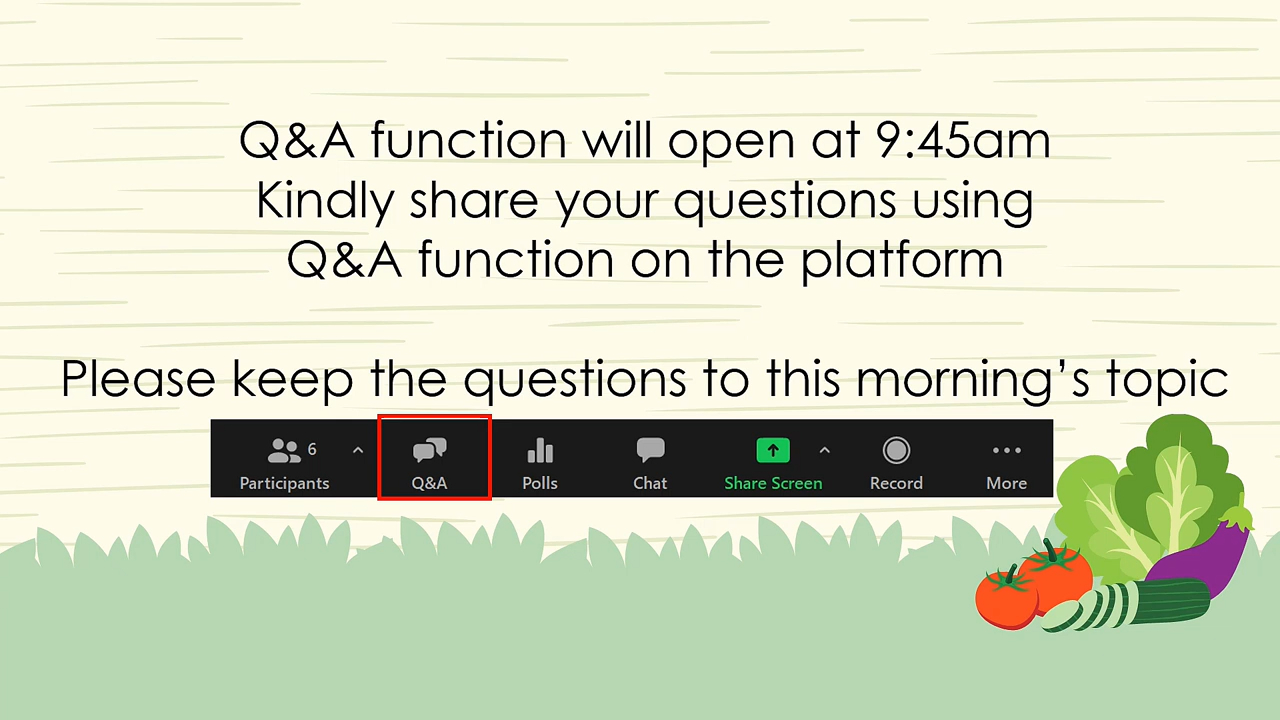 Q&A function will open at 9:45am
Kindly share your questions using
Q&A function on the platform
Please keep the questions to this morning’s topic
6
Participants Q&A Polls Chat Share Screen Record More